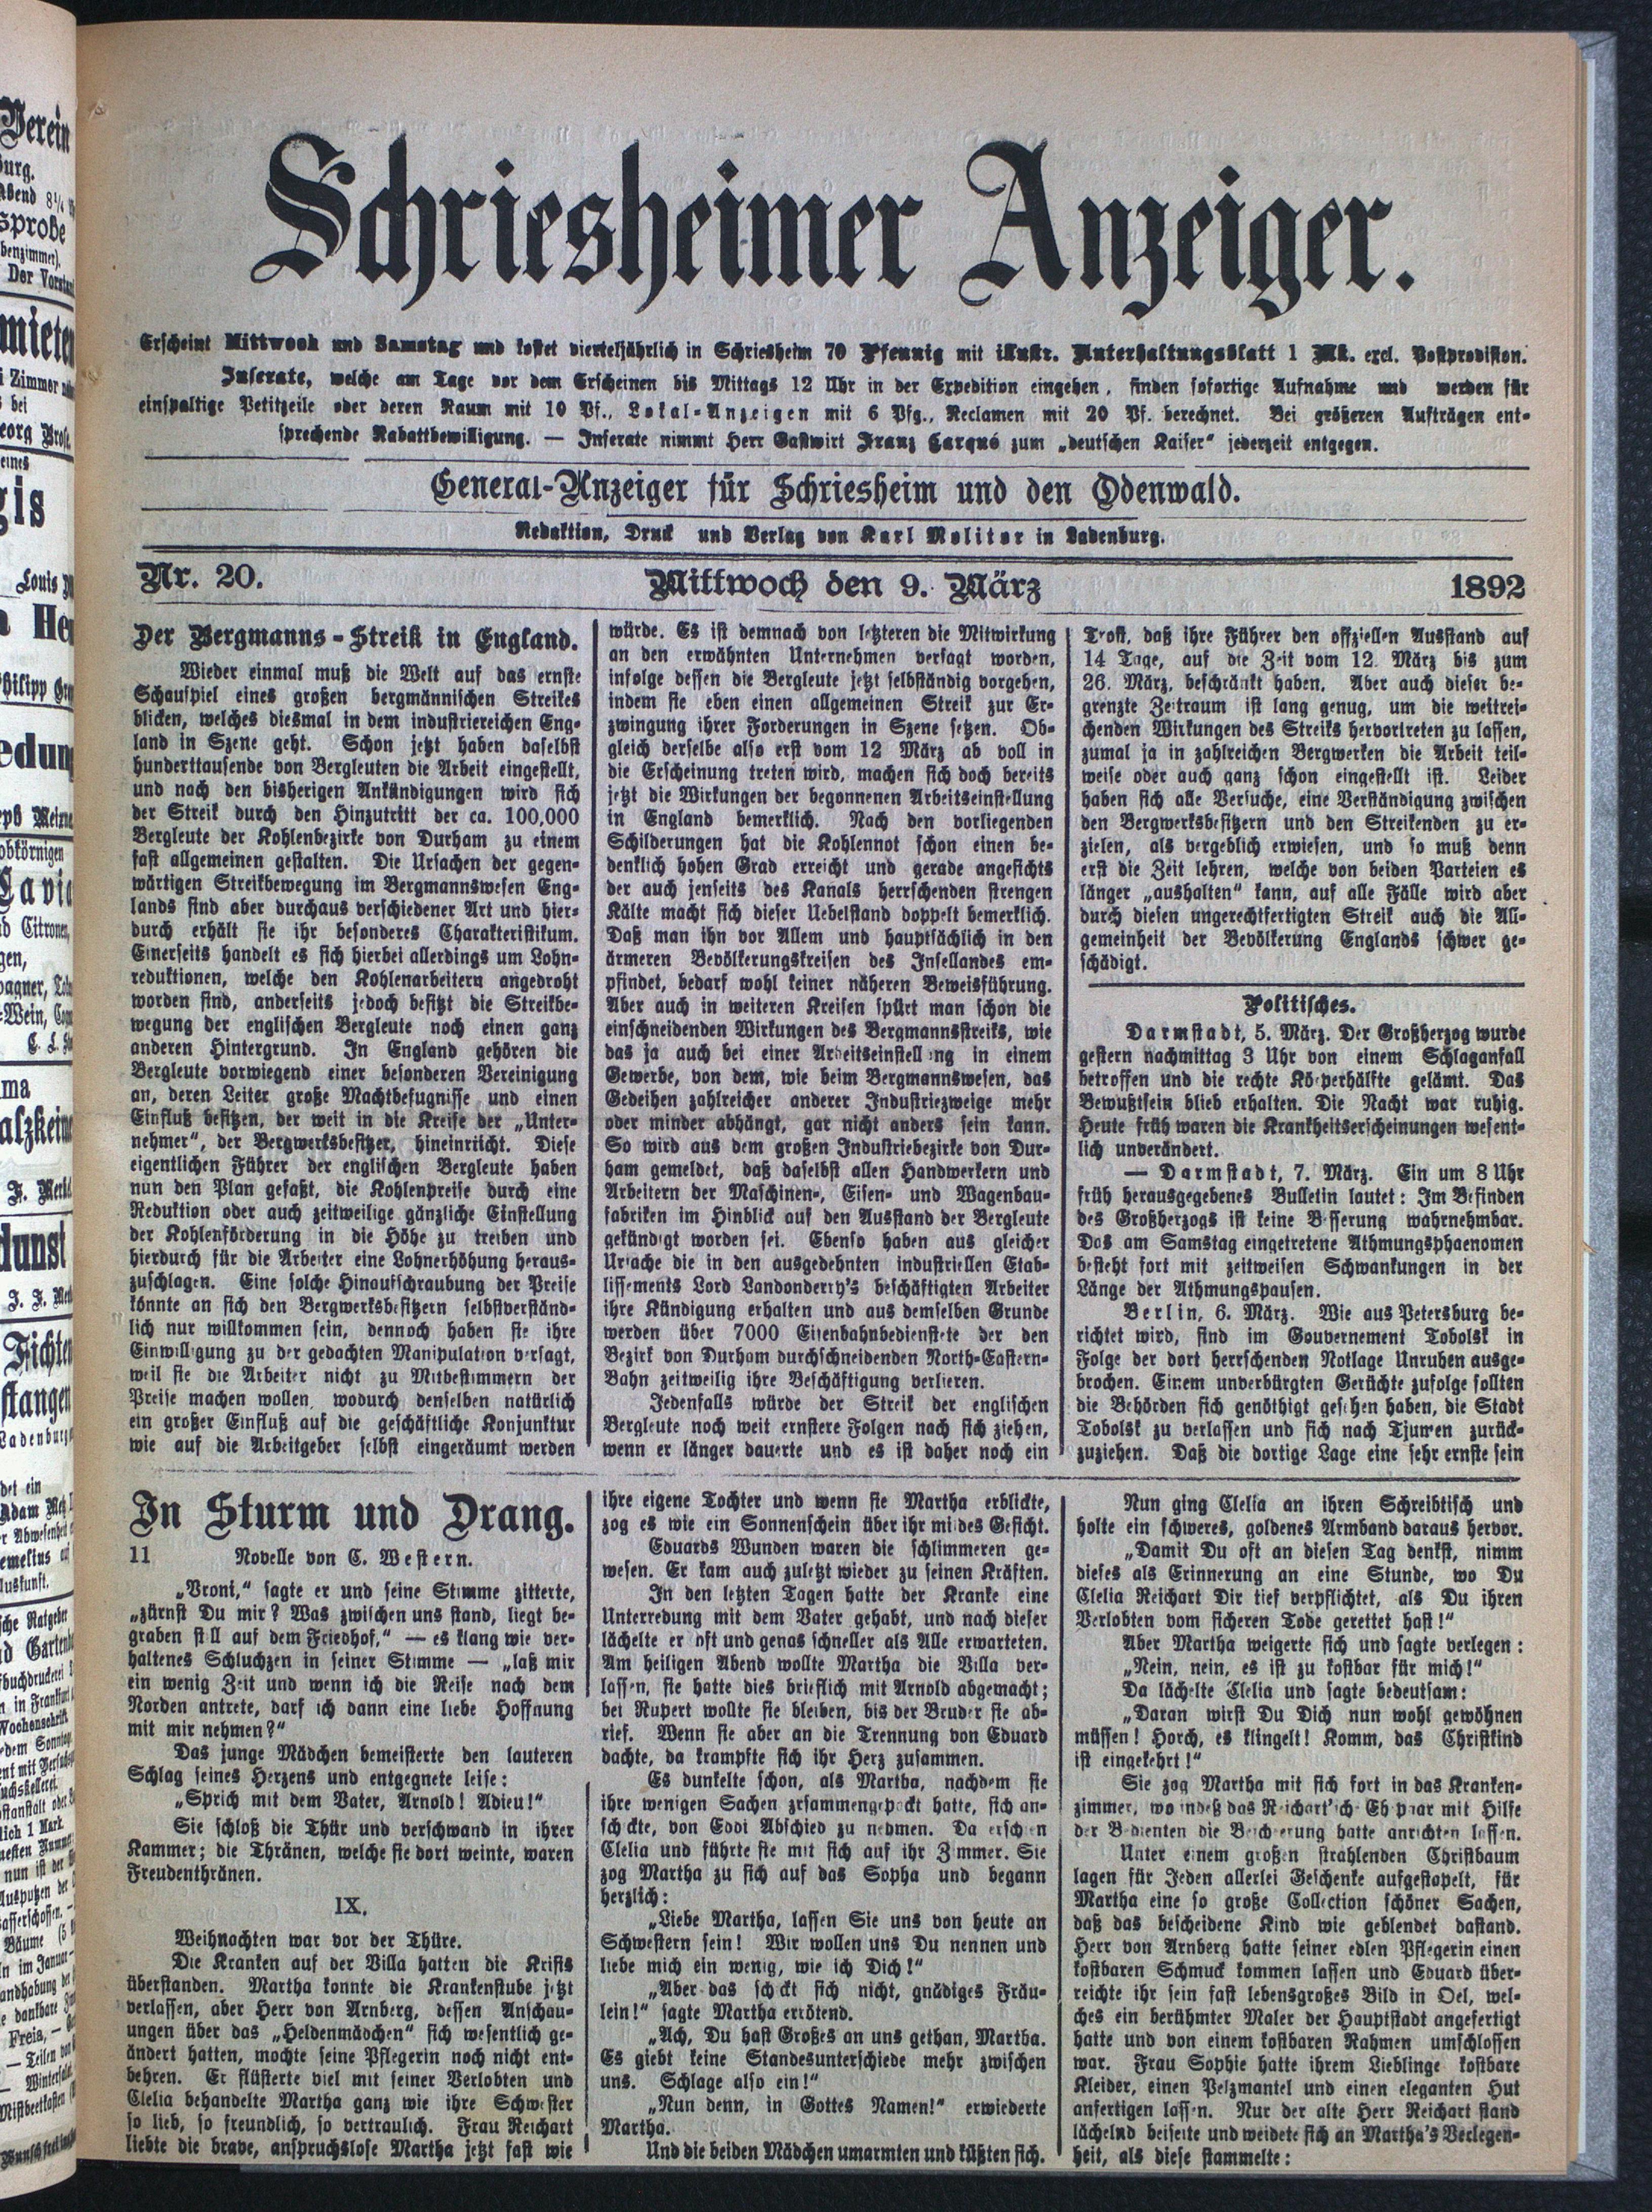 Schriesheimer Anzeiger.
Erscheint Mittwoch und Samstag und kostet vierteljährlich in Schriesheim 70 Pfennig mit illustr. Unterhaltungsblatt 1 Mk. excl. Postprovision.
Inserate, welche am Tage vor dem Erscheinen bis Mittags 12 Uhr in der Expedition eingehen, finden sofortige Aufnahme und werden für
einspaltige Petitzeile oder deren Raum mit 10 Pf., Lokal-Anzeigen mit 6 Pfg., Reclamen mit 20 Pf. berechnet. Bei größeren Aufträgen ent-
sprechende Rabattbewilligung. — Inserate nimmt Herr Gastwirt Franz Carqué zum „deutschen Kaiser“ jederzeit entgegen.
General-Anzeiger für Schriesheim und den Odenwald.
Redaktion, Druck und Verlag von Karl Molitor in Ladenburg.
Nr. 20. Mittwoch den 9. März 1892
Der Bergmanns-Streik in England.
Wieder einmal muß die Welt auf das ernste
Schauspiel eines großen bergmännischen Streikes
blicken, welches diesmal in dem industriereichen Eng-
land in Szene geht. Schon jetzt haben daselbst
hunderttausende von Bergleuten die Arbeit eingestellt,
und nach den bisherigen Ankündigungen wird sich
der Streik durch den Hinzutritt der ca. 100,000
Bergleute der Kohlenbezirke von Durham zu einem
fast allgemeinen gestalten. Die Ursachen der gegen-
wärtigen Streikbewegung im Bergmannswesen Eng-
lands sind aber durchaus verschiedener Art und hier-
durch erhält sie ihr besonderes Charakteristikum.
Einerseits handelt es sich hierbei allerdings um Lohn-
reduktionen, welche den Kohlenarbeitern angedroht
worden sind, anderseits jedoch besitzt die Streikbe-
wegung der englischen Bergleute noch einen ganz
anderen Hintergrund. In England gehören die
Bergleute vorwiegend einer besonderen Vereinigung
an, deren Leiter große Machtbefugnisse und einen
Einfluß besitzen, der weit in die Kreise der „Unter-
nehmer“, der Bergwerksbesitzer, hineinreicht. Diese
eigentlichen Führer der englischen Bergleute haben
nun den Plan gefaßt, die Kohlenpreise durch eine
Reduktion oder auch zeitweilige gänzliche Einstellung
der Kohlenförderung in die Höhe zu treiben und
hierdurch für die Arbeiter eine Lohnerhöhung heraus-
zuschlagen. Eine solche Hinaufschraubung der Preise
könnte an sich den Bergwerksbesitzern selbstverständ-
lich nur willkommen sein, dennoch haben sie ihre
Einwilligung zu der gedachten Manipulation versagt,
weil sie die Arbeiter nicht zu Mitbestimmern der
Preise machen wollen, wodurch denselben natürlich
ein großer Einfluß auf die geschäftliche Konjunktur
wie auf die Arbeitgeber selbst eingeräumt werden
würde. Es ist demnach von letzteren die Mitwirkung
an den erwähnten Unternehmen versagt worden,
infolge dessen die Bergleute jetzt selbständig vorgehen,
indem sie eben einen allgemeinen Streik zur Er-
zwingung ihrer Forderungen in Szene setzen. Ob-
gleich derselbe also erst vom 12 März ab voll in
die Erscheinung treten wird, machen sich doch bereits
jetzt die Wirkungen der begonnenen Arbeitseinstellung
in England bemerklich. Nach den vorliegenden
Schilderungen hat die Kohlennot schon einen be-
denklich hohen Grad erreicht und gerade angesichts
der auch jenseits des Kanals herrschenden strengen
Kälte macht sich dieser Uebelstand doppelt bemerklich.
Daß man ihn vor Allem und hauptsächlich in den
ärmeren Bevölkerungskreisen des Insellandes em-
pfindet, bedarf wohl keiner näheren Beweisführung.
Aber auch in weiteren Kreisen spürt man schon die
einschneidenden Wirkungen des Bergmannsstreiks, wie
das ja auch bei einer Arbeitseinstellung in einem
Gewerbe, von dem, wie beim Bergmannswesen, das
Gedeihen zahlreicher anderer Industriezweige mehr
oder minder abhängt, gar nicht anders sein kann.
So wird aus dem großen Industriebezirke von Dur-
ham gemeldet, daß daselbst allen Handwerkern und
Arbeitern der Maschinen-, Eisen- und Wagenbau-
fabriken im Hinblick auf den Ausstand der Bergleute
gekündigt worden sei. Ebenso haben aus gleicher
Ursache die in den ausgedehnten industriellen Etab-
lissements Lord Landonderry's beschäftigten Arbeiter
ihre Kündigung erhalten und aus demselben Grunde
werden über 7000 Eisenbahnbedienstete der den
Bezirk von Durham durchschneidenden North-Eastern-
Bahn zeitweilig ihre Beschäftigung verlieren.
Jedenfalls würde der Streik der englischen
Bergleute noch weit ernstere Folgen nach sich ziehen,
wenn er länger dauerte und es ist daher noch ein
Trost, daß ihre Führer den offziellen Ausstand auf
14 Tage, auf die Zeit vom 12. März bis zum
26. März, beschränkt haben. Aber auch dieser be-
grenzte Zeitraum ist lang genug, um die weitrei-
chenden Wirkungen des Streiks hervortreten zu lassen,
zumal ja in zahlreichen Bergwerken die Arbeit teil-
weise oder auch ganz schon eingestellt ist. Leider
haben sich alle Versuche, eine Verständigung zwischen
den Bergwerksbesitzern und den Streikenden zu er-
zielen, als vergeblich erwiesen, und so muß denn
erst die Zeit lehren, welche von beiden Parteien es
länger „aushalten“ kann, auf alle Fälle wird aber
durch diesen ungerechtfertigten Streik auch die All-
gemeinheit der Bevölkerung Englands schwer ge-
schädigt.
Politisches.
Darmstadt, 5. März. Der Großherzog wurde
gestern nachmittag 3 Uhr von einem Schlaganfall
betroffen und die rechte Körperhälfte gelämt. Das
Bewußtsein blieb erhalten. Die Nacht war ruhig.
Heute früh waren die Krankheitserscheinungen wesent-
lich unverändert.
— Darmstadt, 7. März. Ein um 8 Uhr
früh herausgegebenes Bulletin lautet: Im Befinden
des Großherzogs ist keine Besserung wahrnehmbar.
Das am Samstag eingetretene Athmungsphaenomen
besteht fort mit zeitweisen Schwankungen in der
Länge der Athmungspausen.
Berlin, 6. März. Wie aus Petersburg be-
richtet wird, sind im Gouvernement Tobolsk in
Folge der dort herrschenden Notlage Unruhen ausge-
brochen. Einem unverbürgten Gerüchte zufolge sollten
die Behörden sich genöthigt gesehen haben, die Stadt
Tobolsk zu verlassen und sich nach Tjumen zurück-
zuziehen. Daß die dortige Lage eine sehr ernste sein
In Sturm und Drang.
11 Novelle von C. Western.
„Vroni,“ sagte er und seine Stimme zitterte,
„zürnst Du mir? Was zwischen uns stand, liegt be-
graben still auf dem Friedhof,“ — es klang wie ver-
haltenes Schluchzen in seiner Stimme — „laß mir
ein wenig Zeit und wenn ich die Reise nach dem
Norden antrete, darf ich dann eine liebe Hoffnung
mit mir nehmen?“
Das junge Mädchen bemeisterte den lauteren
Schlag seines Herzens und entgegnete leise:
„Sprich mit dem Vater, Arnold! Adieu!“
Sie schloß die Thür und verschwand in ihrer
Kammer; die Thränen, welche sie dort weinte, waren
Freudenthränen.
IX.
Weihnachten war vor der Thüre.
Die Kranken auf der Villa hatten die Krisis
überstanden. Martha konnte die Krankenstube jetzt
verlassen, aber Herr von Arnberg, dessen Anschau-
ungen über das „Heldenmädchen“ sich wesentlich ge-
ändert hatten, mochte seine Pflegerin noch nicht ent-
behren. Er flüsterte viel mit seiner Verlobten und
Clelia behandelte Martha ganz wie ihre Schwester
so lieb, so freundlich, so vertraulich. Frau Reichart
liebte die brave, anspruchslose Martha jetzt fast wie
ihre eigene Tochter und wenn sie Martha erblickte,
zog es wie ein Sonnenschein über ihr mildes Gesicht.
Eduards Wunden waren die schlimmeren ge-
wesen. Er kam auch zuletzt wieder zu seinen Kräften.
In den letzten Tagen hatte der Kranke eine
Unterredung mit dem Vater gehabt, und nach dieser
lächelte er oft und genas schneller als Alle erwarteten.
Am heiligen Abend wollte Martha die Villa ver-
lassen, sie hatte dies brieflich mit Arnold abgemacht;
bei Rupert wollte sie bleiben, bis der Bruder sie ab-
rief. Wenn sie aber an die Trennung von Eduard
dachte, da krampfte sich ihr Herz zusammen.
Es dunkelte schon, als Martha, nachdem sie
ihre wenigen Sachen zrsammengepackt hatte, sich an-
schickte, von Eddi Abschied zu nehmen. Da erschien
Clelia und führte sie mit sich auf ihr Zimmer. Sie
zog Martha zu sich auf das Sopha und begann
herzlich:
„Liebe Martha, lassen Sie uns von heute an
Schwestern sein! Wir wollen uns Du nennen und
liebe mich ein wenig, wie ich Dich!“
„Aber das schickt sich nicht, gnädiges Fräu-
lein!“ sagte Martha errötend.
„Ach, Du hast Großes an uns gethan, Martha.
Es giebt keine Standesunterschiede mehr zwischen
uns. Schlage also ein!“
„Nun denn, in Gottes Namen!“ erwiederte
Martha.
Und die beiden Mädchen umarmten und küßten sich.
Nun ging Clelia an ihren Schreibtisch und
holte ein schweres, goldenes Armband daraus hervor.
„Damit Du oft an diesen Tag denkst, nimm
dieses als Erinnerung an eine Stunde, wo Du
Clelia Reichart Dir tief verpflichtet, als Du ihren
Verlobten vom sicheren Tode gerettet hast!“
Aber Martha weigerte sich und sagte verlegen:
„Nein, nein, es ist zu kostbar für mich!“
Da lächelte Clelia und sagte bedeutsam:
„Daran wirst Du Dich nun wohl gewöhnen
müssen! Horch, es klingelt! Komm, das Christkind
ist eingekehrt!“
Sie zog Martha mit sich fort in das Kranken-
zimmer, wo indeß das Reichart'sche Ehepaar mit Hilfe
der Bedienten die Bescherung hatte anrichten lassen.
Unter einem großen strahlenden Christbaum
lagen für Jeden allerlei Geschenke aufgestapelt, für
Martha eine so große Collection schöner Sachen,
daß das bescheidene Kind wie geblendet dastand.
Herr von Arnberg hatte seiner edlen Pflegerin einen
kostbaren Schmuck kommen lassen und Eduard über-
reichte ihr sein fast lebensgroßes Bild in Oel, wel-
ches ein berühmter Maler der Hauptstadt angefertigt
hatte und von einem kostbaren Rahmen umschlossen
war. Frau Sophie hatte ihrem Lieblinge kostbare
Kleider, einen Pelzmantel und einen eleganten Hut
anfertigen lassen. Nur der alte Herr Reichart stand
lächelnd beiseite und weidete sich an Martha's Verlegen-
heit, als diese stammelte: